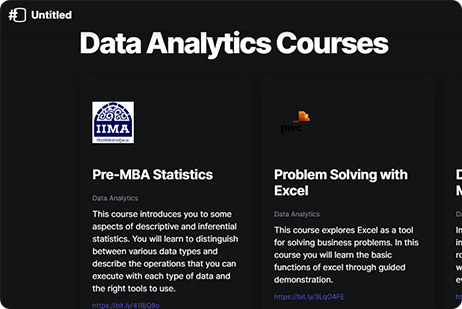 Untitled
Data Analytics Courses
IIMA
pwc
Pre-MBA Statistics
Data Analytics
This course introduces you to some
aspects of descriptive and inferential
statistics. You will learn to distinguish
between various data types and
describe the operations that you can
execute with each type of data and
the right tools to use.
https://bit.ly/41BjQ8o
Problem Solving with
Excel
Data Analytics
This course explores Excel as a tool
for solving business problems. In this
course you will learn the basic
functions of excel through guided
demonstration.
https://bit.ly/3LqO4FE